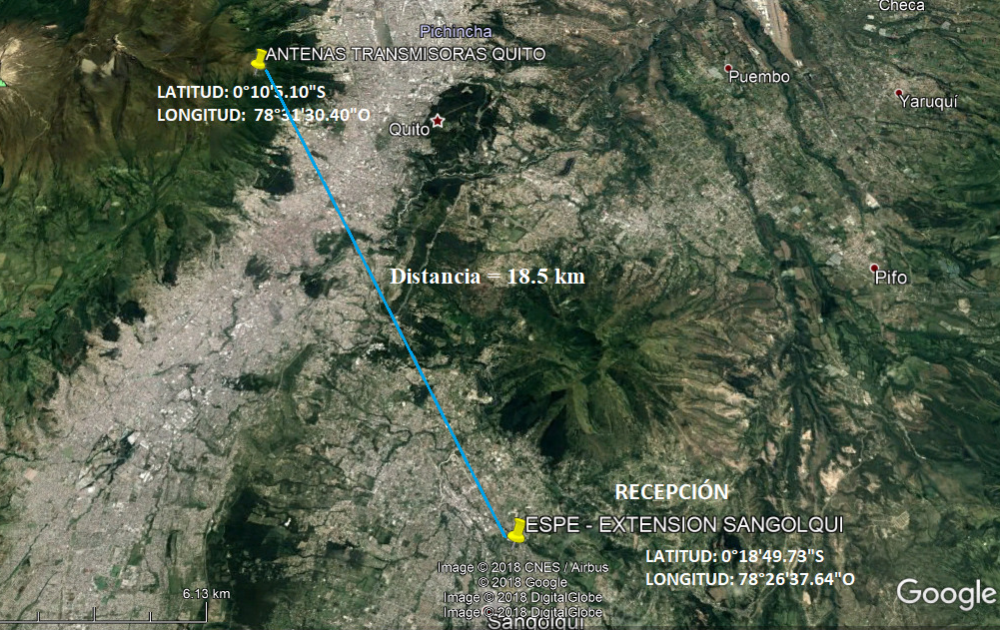 Checa
Pichincha
ANTENAS TRANSMISORAS QUITO
Puembo
LATITUD: 0°10'5.10"S
LONGITUD: 78°31'30.40"O
Yaruquí
Quito
Distancia = 18.5 km
Pifo
RECEPCIÓN
ESPE - EXTENSION SANGOLQUI
LATITUD: 0°18'49.73"S
LONGITUD: 78°26'37.64"O
Image © 2018 CNES / Airbus
© 2018 Google
Image © 2018 DigitalGlobe
Image © 2018 DigitalGlobe
6.13 km
Google
Sangolquí